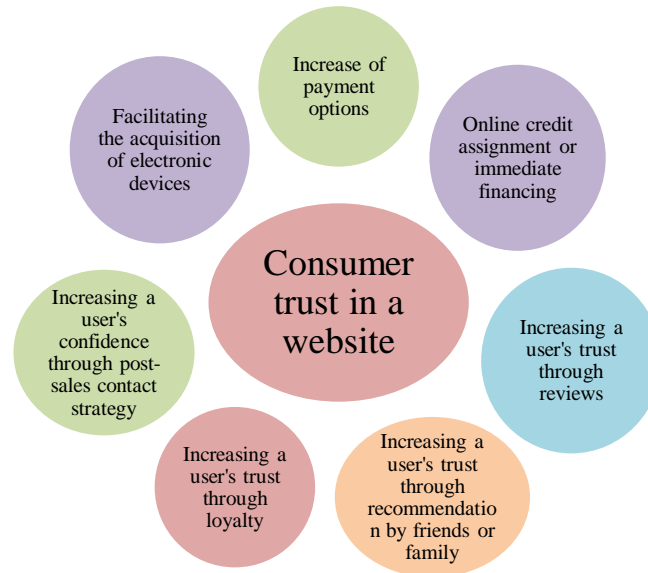 Increase of
payment
options
Facilitating
the acquisition
of electronic
devices
Online credit
assignment or
immediate
financing
Consumer
trust in a
website
Increasing a
user's
confidence
through post-
sales contact
strategy
Increasing a
user's trust
through
reviews
Increasing a
user's trust
through
loyalty
Increasing a
user's trust
through
recommendatio
n by friends or
family